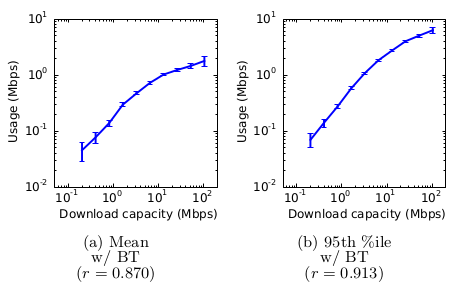 10^1
10^0
10^-1
10^-2
Usage (Mbps)
10^-1 10^0 10^1 10^2
Download capacity (Mbps)
(a) Mean
w/ BT
(r = 0.870)
10^1
10^0
10^-1
10^-2
Usage (Mbps)
10^-1 10^0 10^1 10^2
Download capacity (Mbps)
(b) 95th %ile
w/ BT
(r = 0.913)